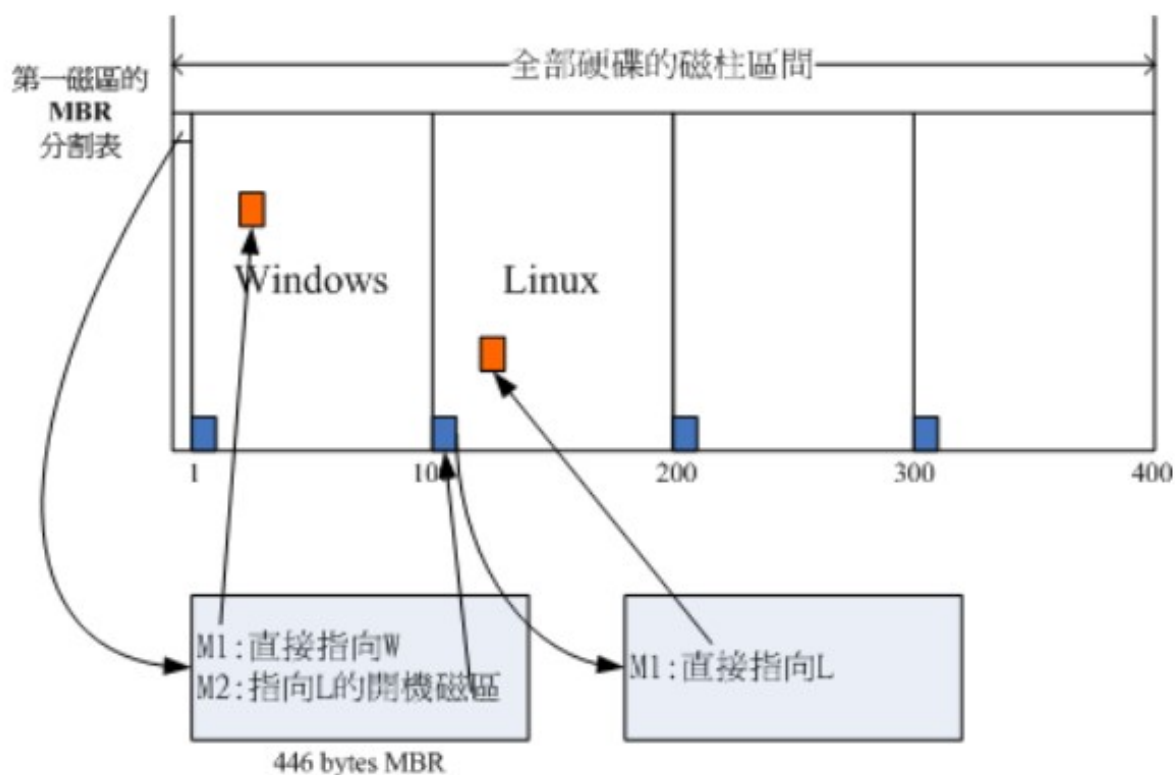 全部硬碟的磁柱區問
第一磁區的
MBR
分割表
Windows
Linux
1
100
200
300
400
M1:直接指向W
M2:指向L的開機磁區
M1:直接指向L
446 bytes MBR